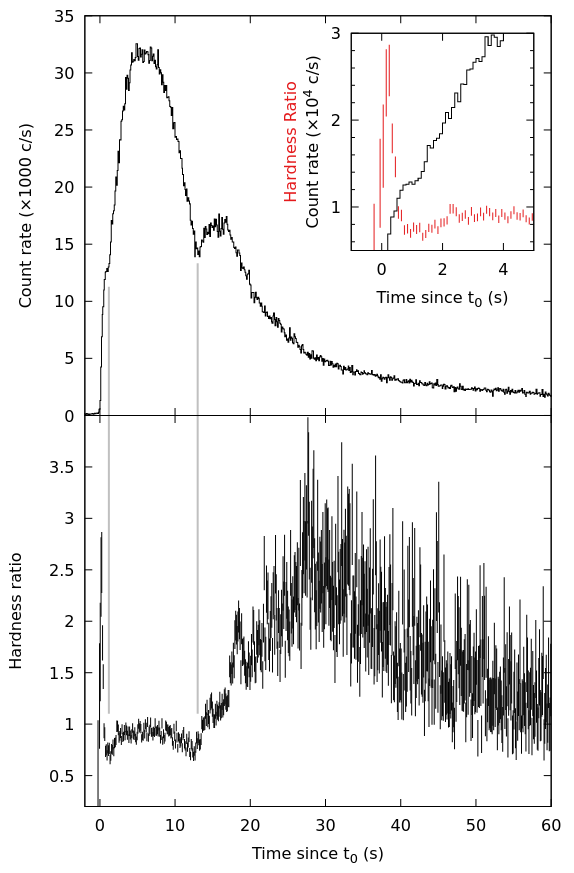 35
30
25
20
15
10
5
0
Count rate (×1000 c/s)
3
2
1
Hardness Ratio
Count rate (×10⁴ c/s)
0 2 4
Time since t₀ (s)
3.5
3
2.5
2
1.5
1
0.5
Hardness ratio
0 10 20 30 40 50 60
Time since t₀ (s)